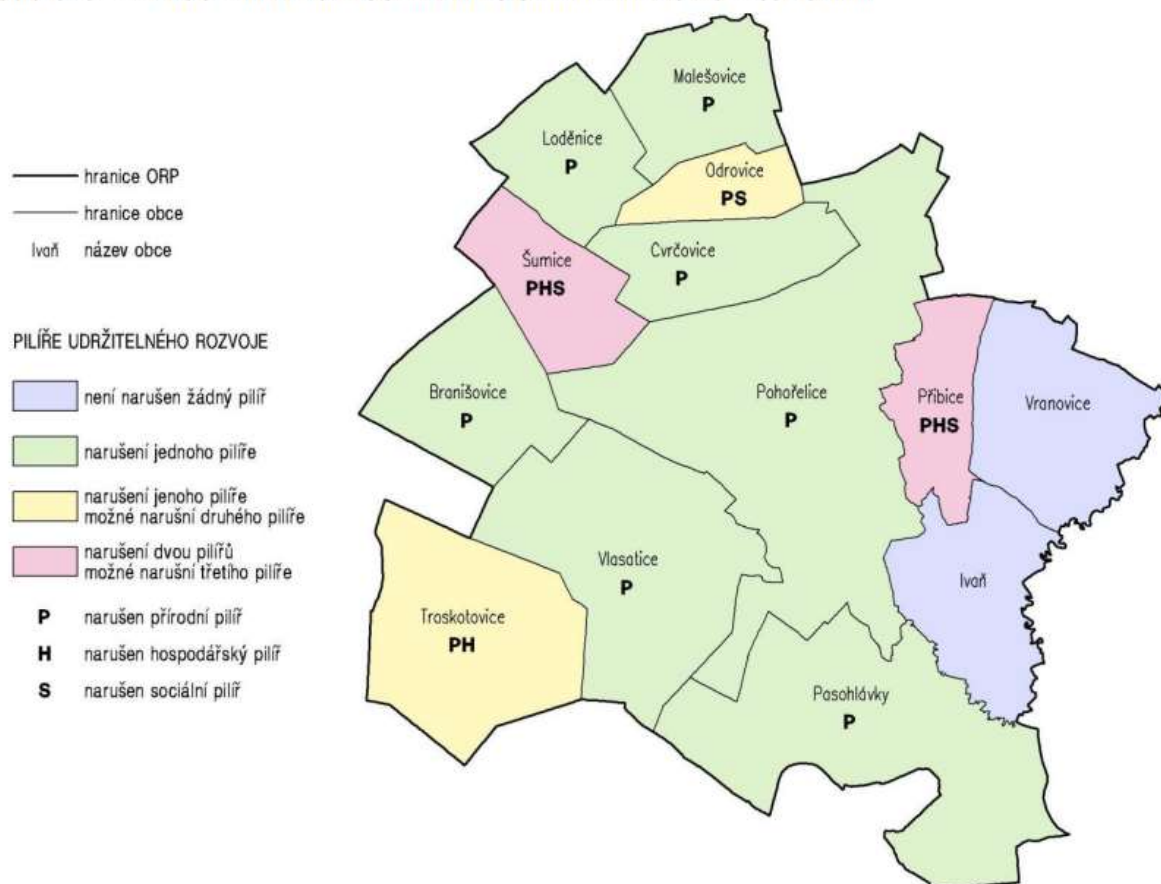 hranice ORP
hranice obce
Ivaň název obce
PILÍŘE UDRŽITELNÉHO ROZVOJE
není narušen žádný pilíř
narušení jednoho pilíře
narušení jenoho pilíře
možné narušní druhého pilíře
narušení dvou pilířů
možné narušní třetího pilíře
P narušen přírodní pilíř
H narušen hospodářský pilíř
S narušen sociální pilíř
Malešovice
P
Loděnice
P
Odrovice
PS
Cvrčovice
P
Šumice
PHS
Branišovice
P
Pohořelice
P
Přibice
PHS
Vranovice
Vlasatice
P
Ivaň
Troskotovice
PH
Pasohlávky
P